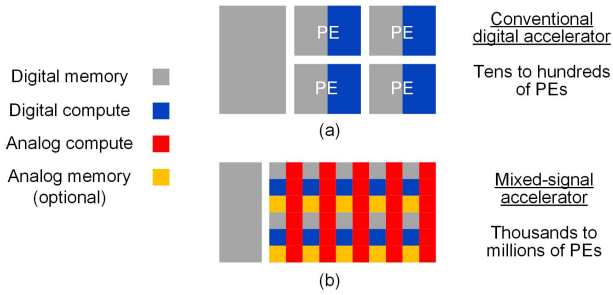 Digital memory
Digital compute
Analog compute
Analog memory
(optional)
PE PE
PE PE
(a)
Conventional
digital accelerator
Tens to hundreds
of PEs
(b)
Mixed-signal
accelerator
Thousands to
millions of PEs